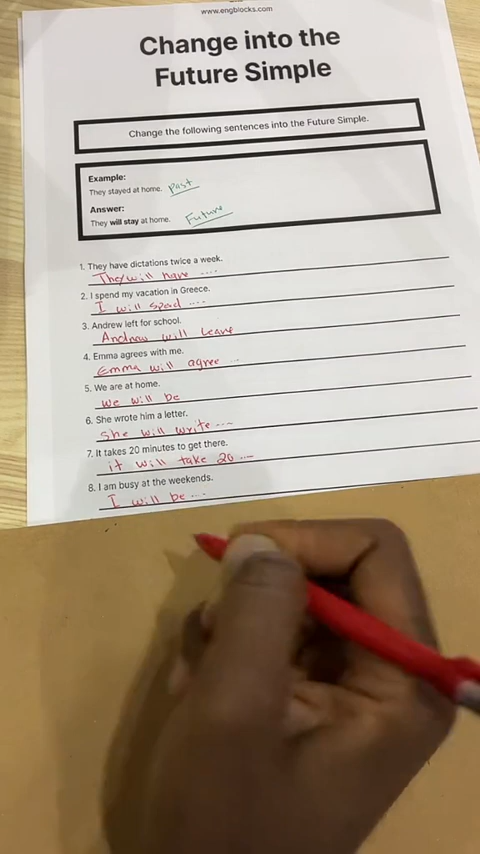 www.engblocks.com
Change into the
Future Simple
Change the following sentences into the Future Simple.
Example:
They stayed at home. Past
Answer:
They will stay at home. Future
1. They have dictations twice a week.
They will have ....
2. I spend my vacation in Greece.
I will spend ....
3. Andrew left for school.
Andrew will leave
4. Emma agrees with me.
Emma will agree ...
5. We are at home.
we will be
6. She wrote him a letter.
She will write ....
7. It takes 20 minutes to get there.
it will take 20 ....
8. I am busy at the weekends.
I will be ...